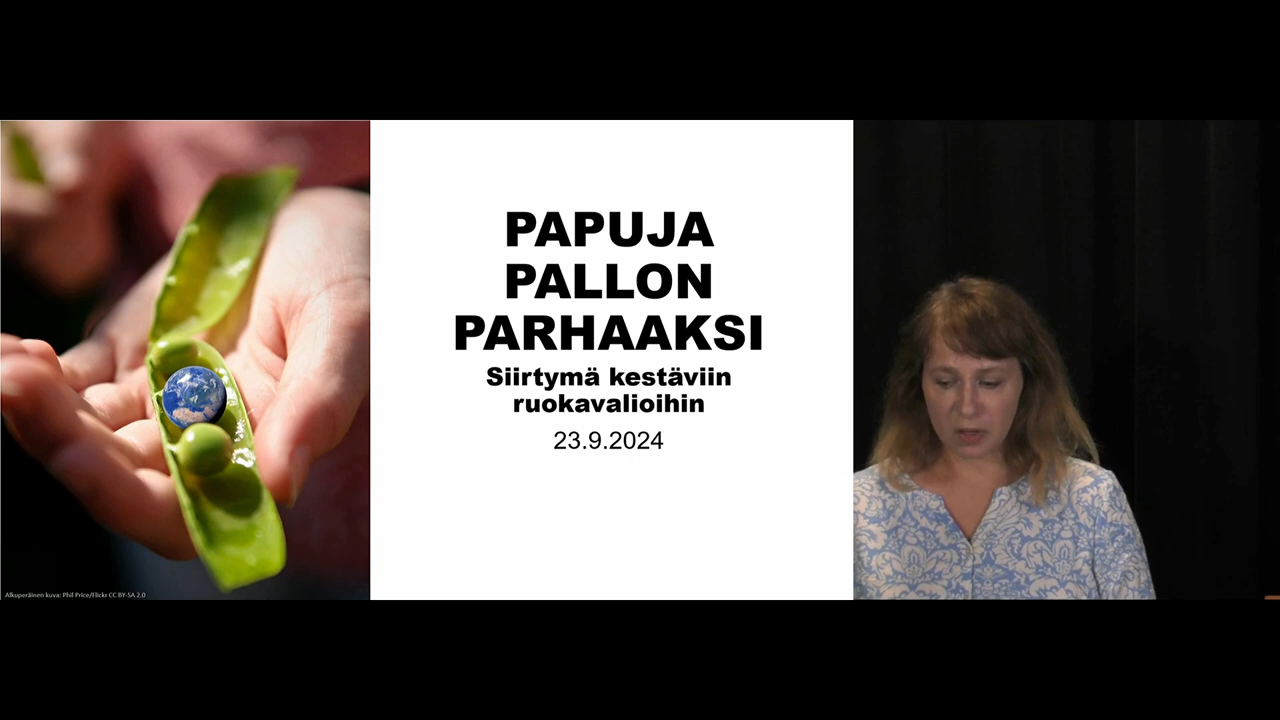 PAPUJA
PALLON
PARHAAKSI
Siirtymä kestäviin
ruokavalioihin
23.9.2024
Alkuperäinen kuva: Phil Price/Flickr CC BY-SA 2.0